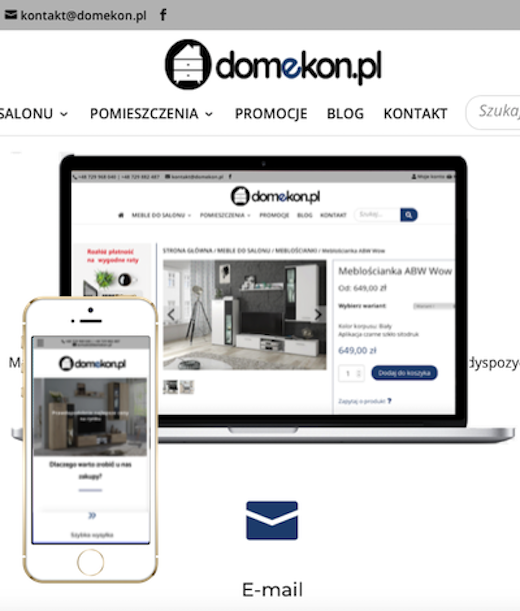 kontakt@domekon.pl
domekon.pl
SALONU POMIESZCZENIA PROMOCJE BLOG KONTAKT Szukaj
+48 729 968 040 | +48 729 982 487 kontakt@domekon.pl Moje konto
domekon.pl
MEBLE DO SALONU POMIESZCZENIA PROMOCJE BLOG KONTAKT Szukaj...
Rozłóż płatność
na wygodne raty
STRONA GŁÓWNA / MEBLE DO SALONU / MEBLOŚCIANKI / Meblościanka ABW Wow
Meblościanka ABW Wow
Od: 649,00 zł
Wybierz wariant
Kolor korpusu: Biały
Aplikacja czarne szkło
649,00 zł
1 Dodaj do koszyka
Zapytaj o produkt ?
domekon.pl
Dlaczego warto zrobić u nas
zakupy?
Szybka wysyłka
M
dyspozy
E-mail